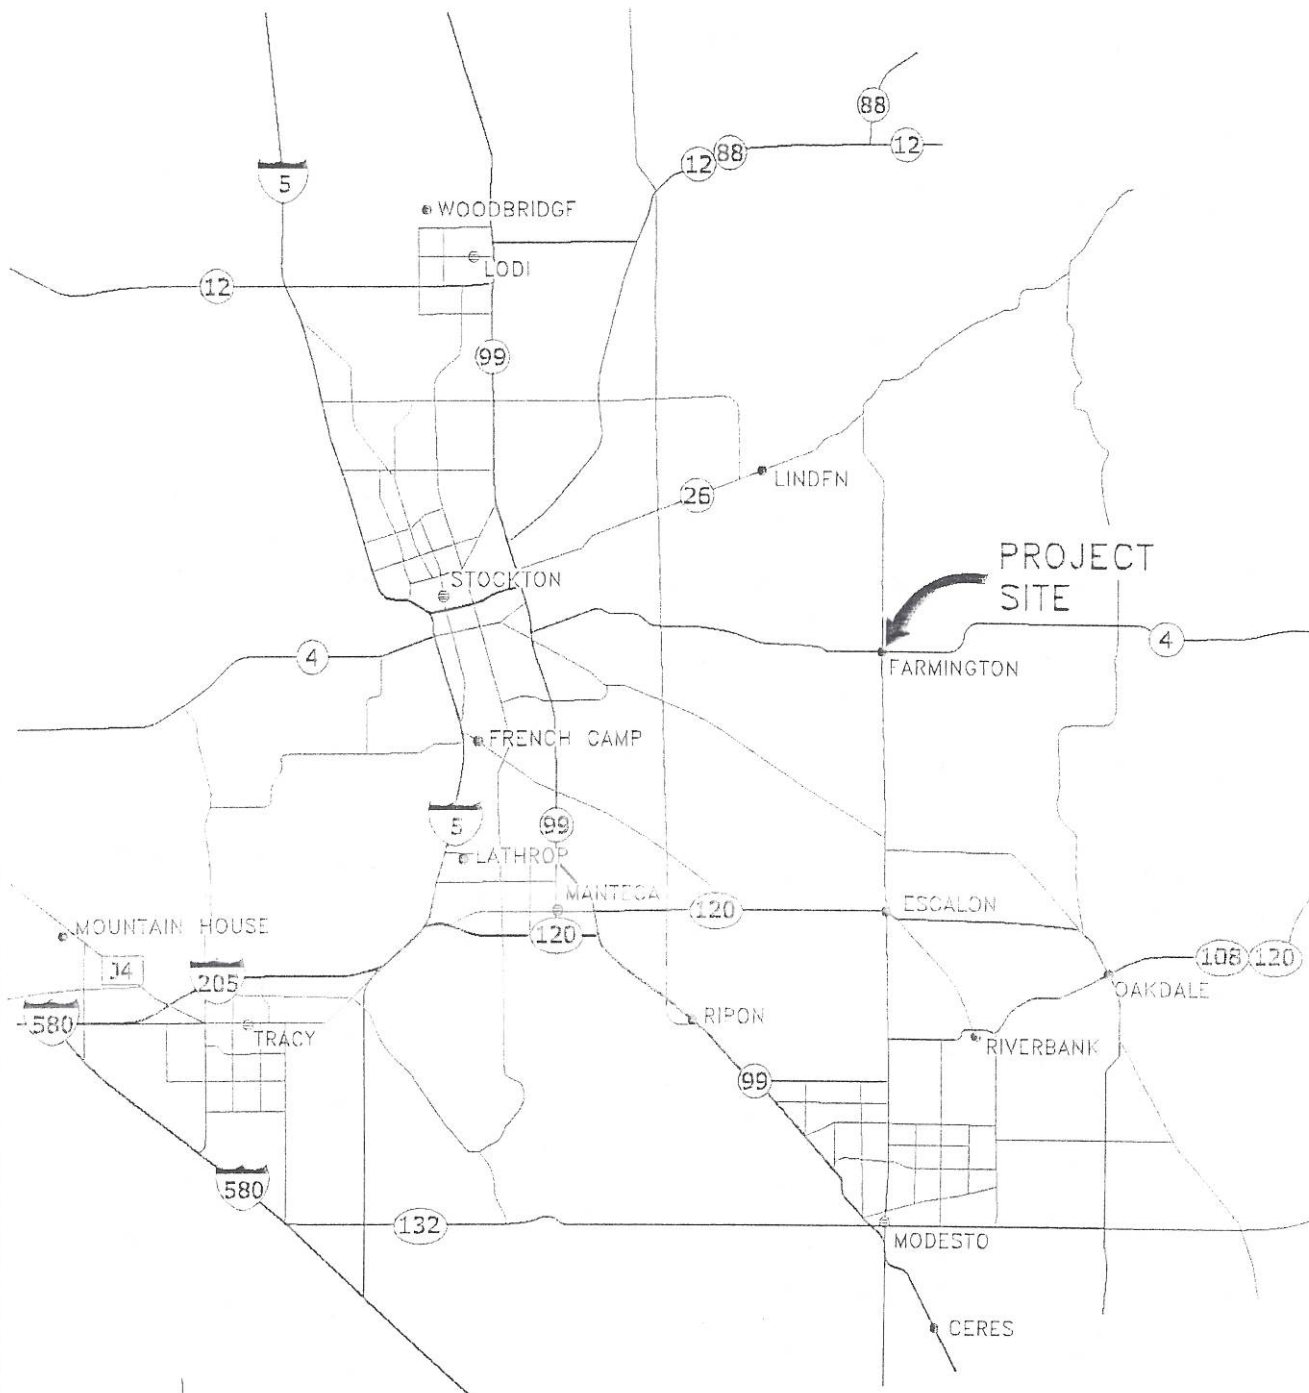 88
12
12
88
5
WOODBRIDGE
LODI
12
99
LINDEN
26
PROJECT
SITE
STOCKTON
4
4
FARMINGTON
FRENCH CAMP
5
99
LATHROP
MANTECA
120
ESCALON
MOUNTAIN HOUSE
120
108
120
J4
205
OAKDALE
580
TRACY
RIPON
RIVERBANK
99
580
132
MODESTO
CERES